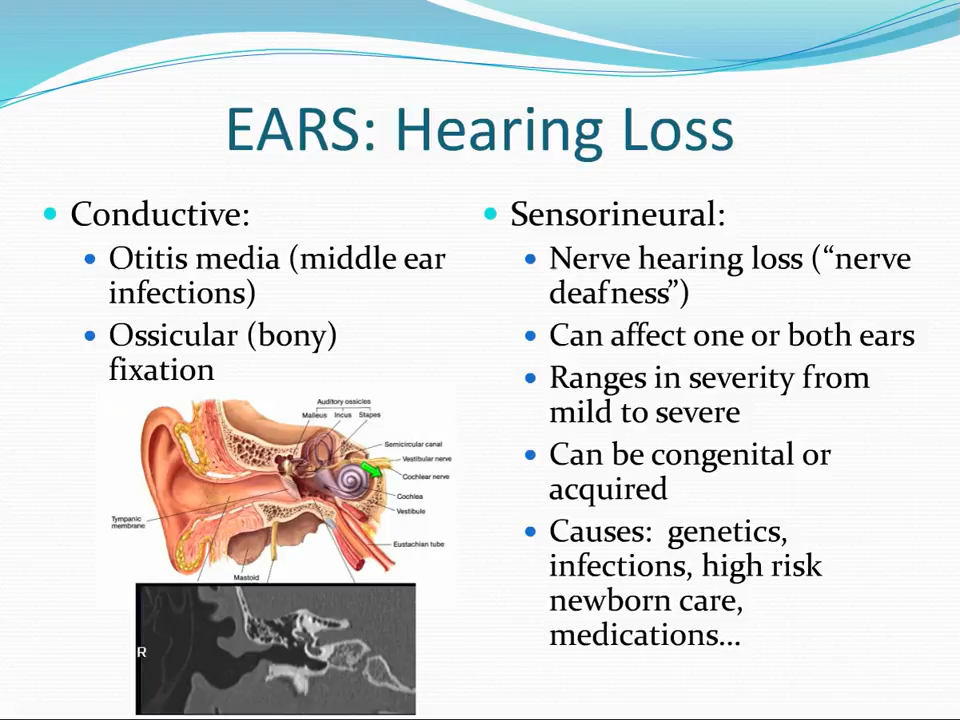 EARS: Hearing Loss
Conductive:
Otitis media (middle ear
infections)
Ossicular (bony)
fixation
Auditory ossicles
Malleus Incus Stapes
Semicircular canal
Vestibular nerve
Cochlear nerve
Cochlea
Vestibule
Tympanic
membrane
Eustachian tube
Mastoid
R
Sensorineural:
Nerve hearing loss (“nerve
deafness”)
Can affect one or both ears
Ranges in severity from
mild to severe
Can be congenital or
acquired
Causes:  genetics,
infections, high risk
newborn care,
medications…